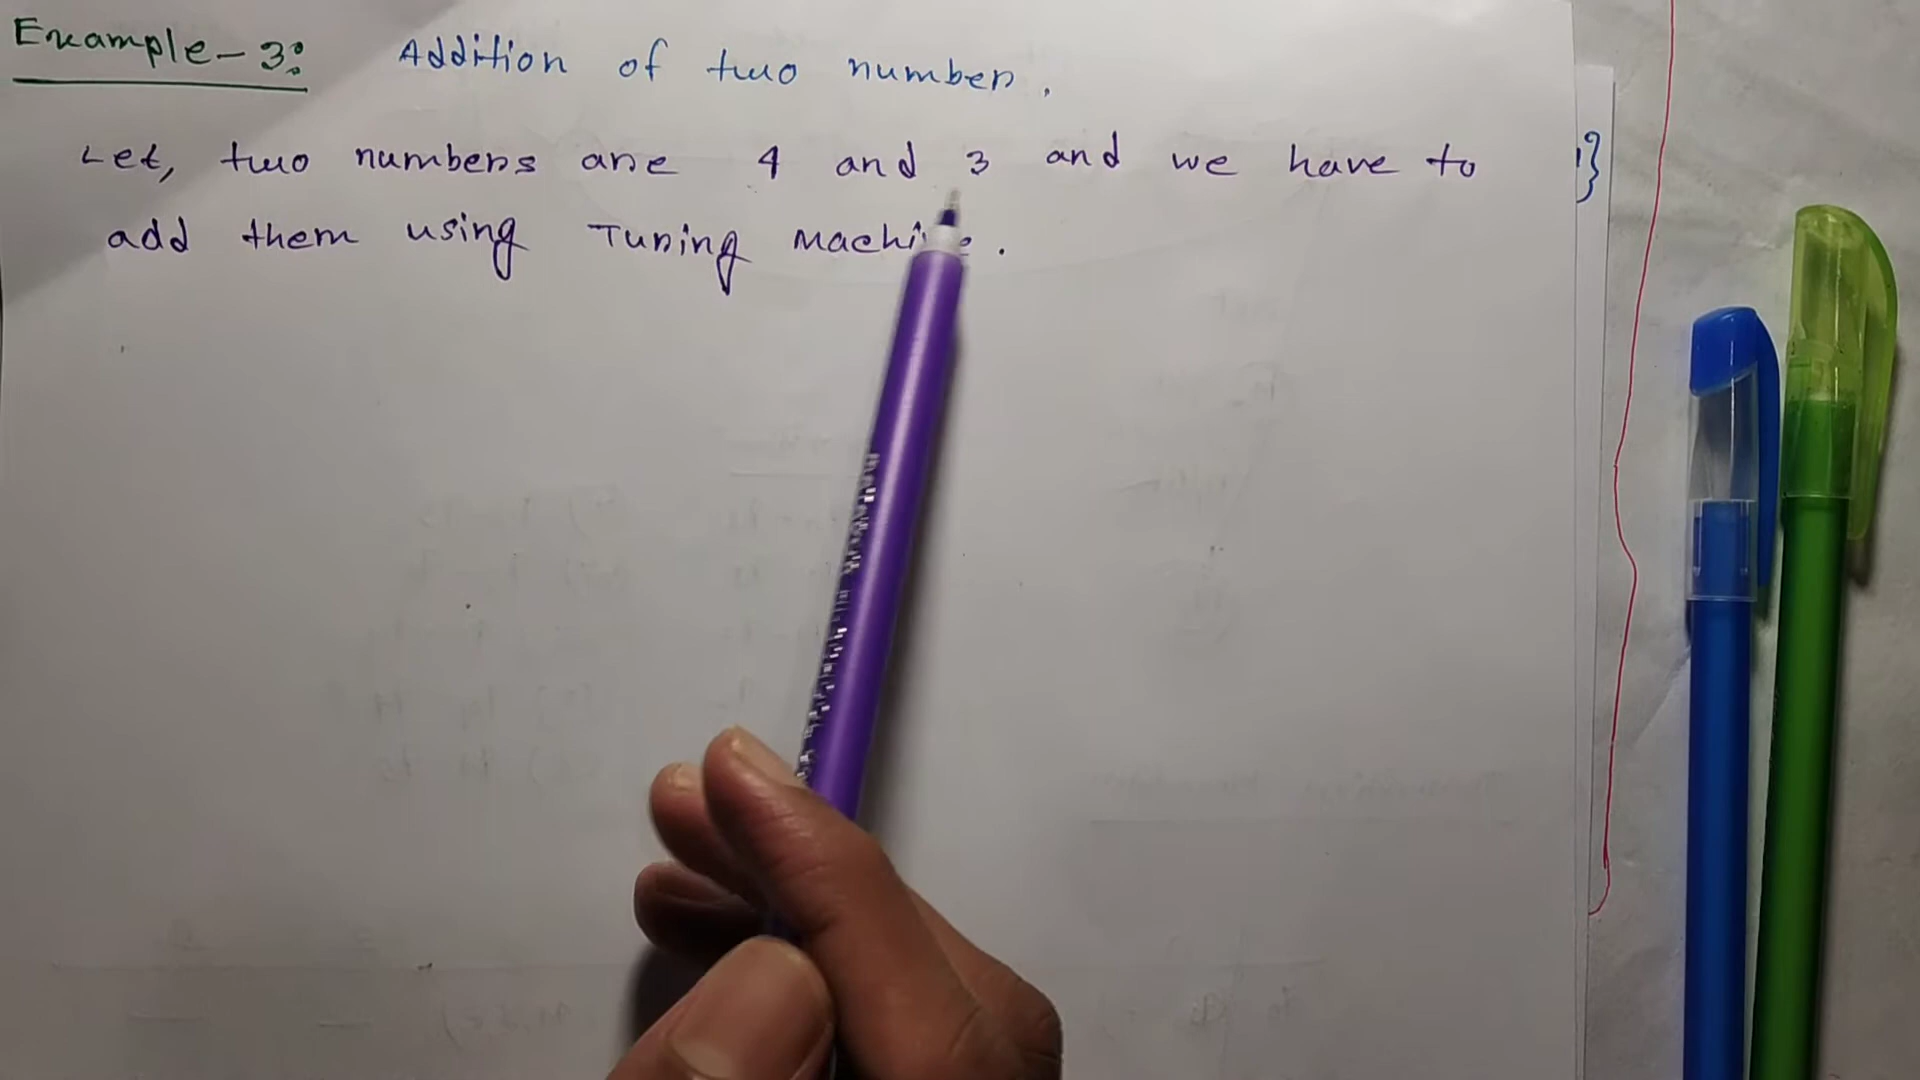 Example-3: Addition of two number.
Let, two numbers are 4 and 3 and we have to
add them using Turing Machine.
}